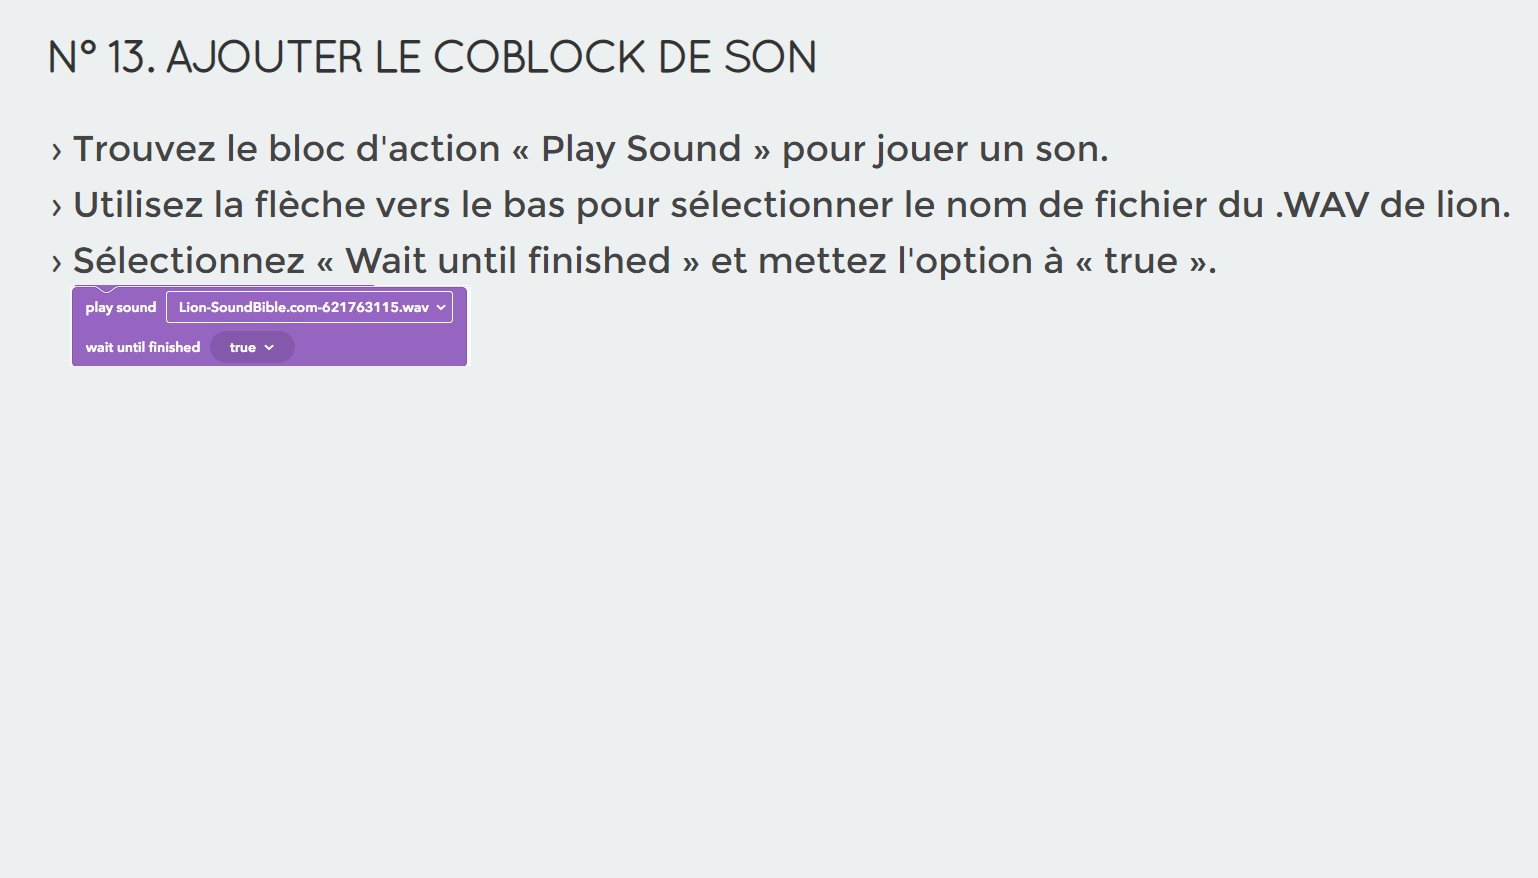 N° 13. AJOUTER LE COBLOCK DE SON
› Trouvez le bloc d'action « Play Sound » pour jouer un son.
› Utilisez la flèche vers le bas pour sélectionner le nom de fichier du .WAV de lion.
› Sélectionnez « Wait until finished » et mettez l'option à « true ».
play sound Lion-SoundBible.com-621763115.wav
wait until finished true